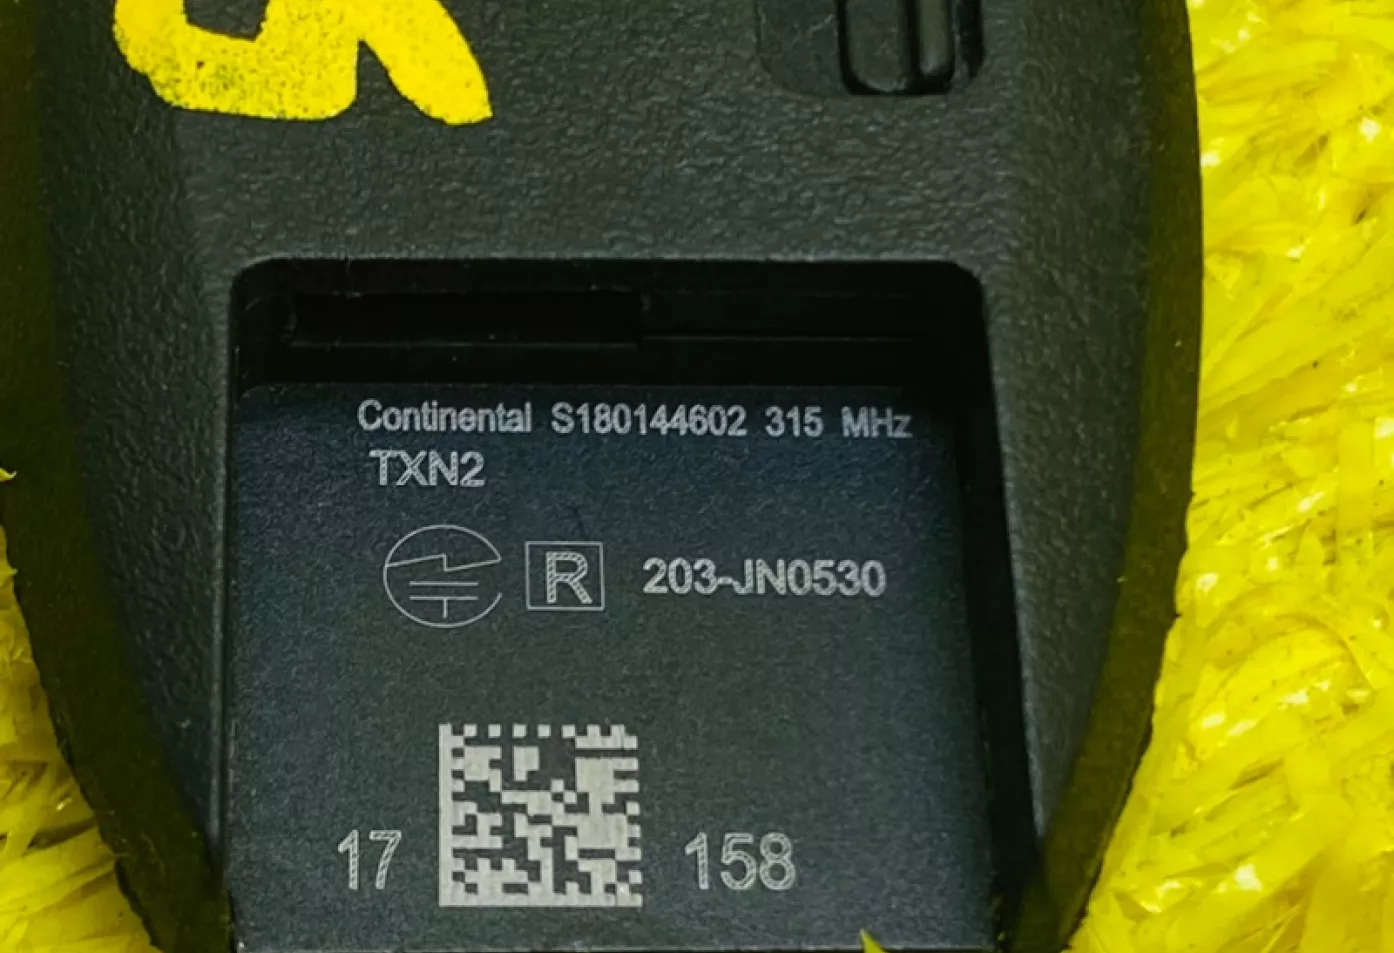 Continental S180144602 315 MHz
TXN2
R 203-JN0530
17 158